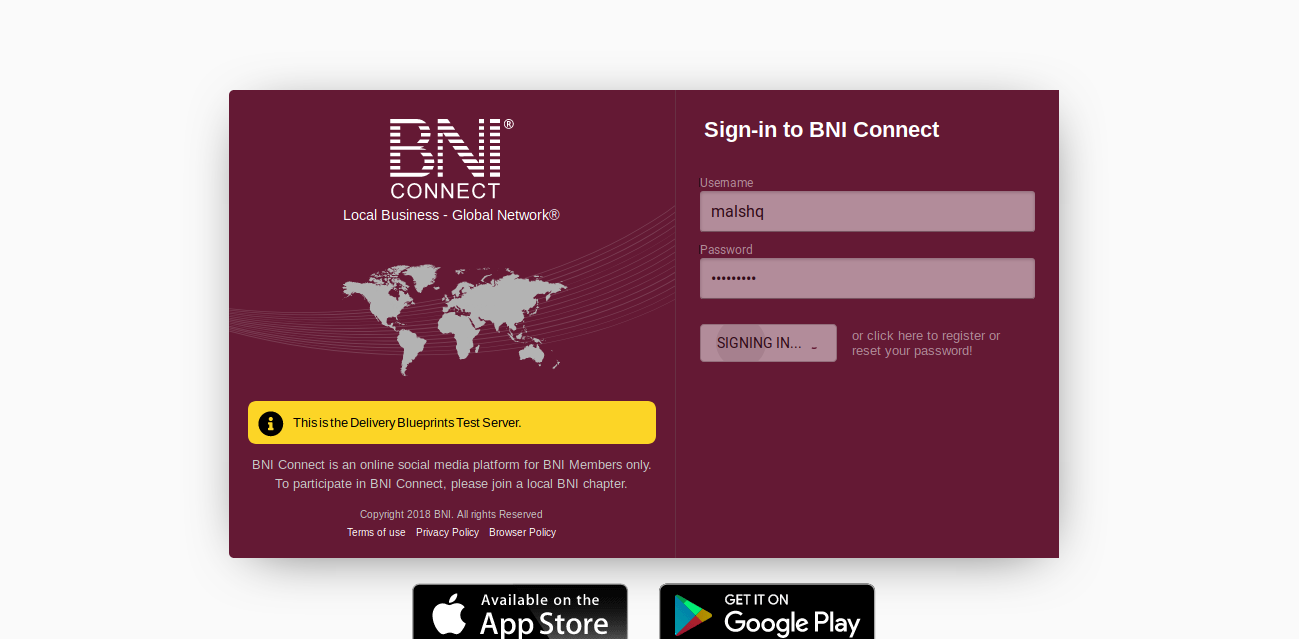 BNI®
CONNECT
Local Business - Global Network®
This is the Delivery Blueprints Test Server.
BNI Connect is an online social media platform for BNI Members only.
To participate in BNI Connect, please join a local BNI chapter.
Copyright 2018 BNI. All rights Reserved
Terms of use Privacy Policy Browser Policy
Sign-in to BNI Connect
Username
malshq
Password
•••••••••
SIGNING IN...
or click here to register or
reset your password!
Available on the
App Store
GET IT ON
Google Play